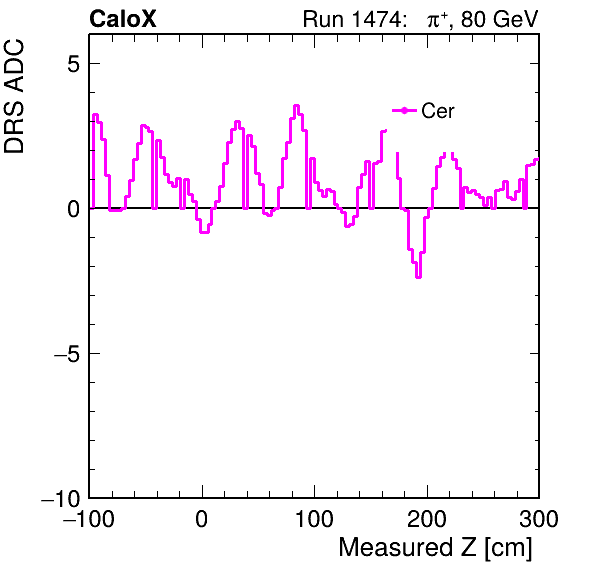 CaloX Run 1474: π⁺, 80 GeV
DRS ADC
5
Cer
0
−5
−10
−100 0 100 200 300
Measured Z [cm]